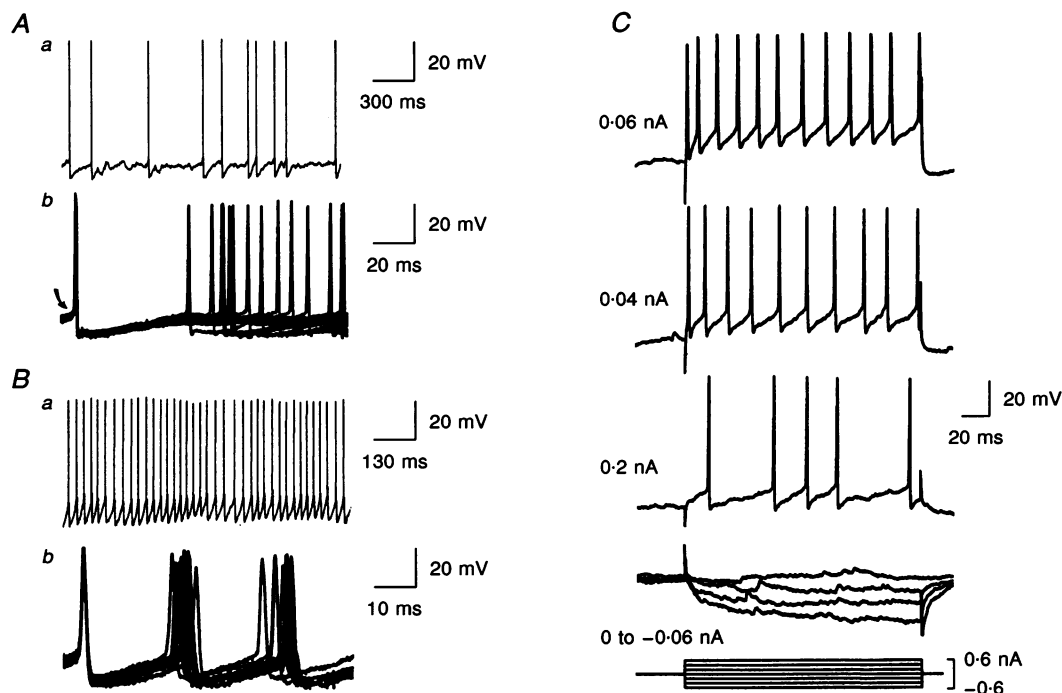 A
a
20 mV
300 ms
b
20 mV
20 ms
B
a
20 mV
130 ms
b
20 mV
10 ms
C
0·06 nA
0·04 nA
20 mV
20 ms
0·2 nA
0 to −0·06 nA
0·6 nA
−0·6